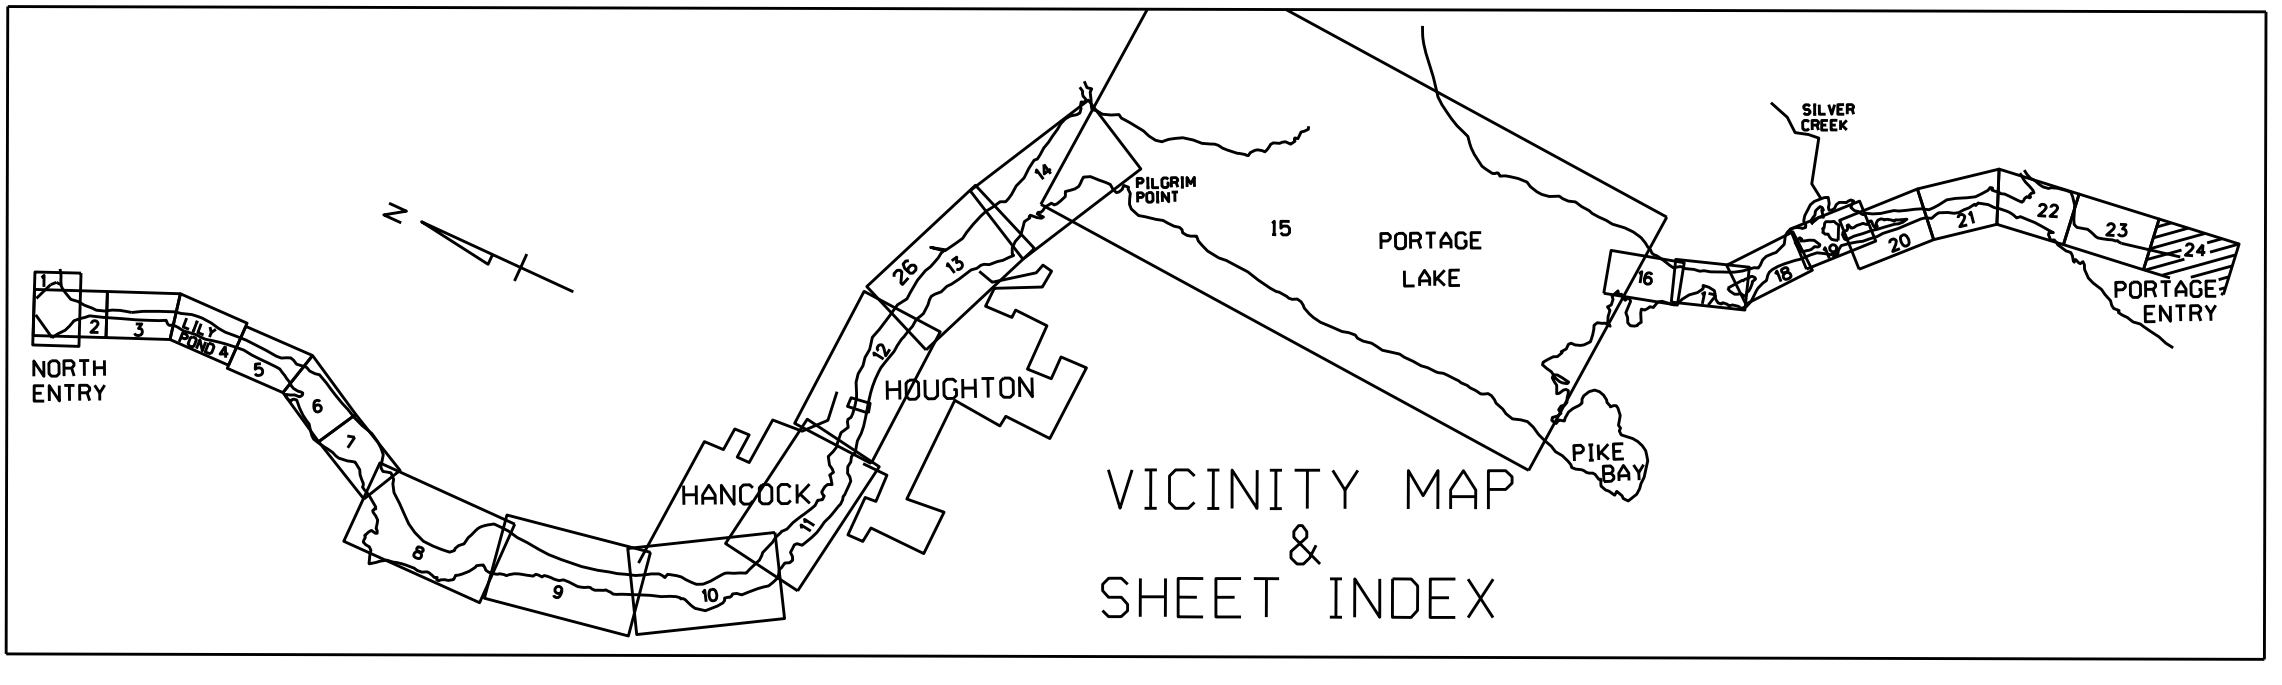 N
1
2
3
LILY
POND 4
5
6
7
8
9
10
11
12
13
26
14
15
16
17
18
19
20
21
22
23
24
NORTH
ENTRY
HANCOCK
HOUGHTON
PILGRIM
POINT
PORTAGE
LAKE
SILVER
CREEK
PORTAGE
ENTRY
PIKE
BAY
VICINITY MAP
&
SHEET INDEX